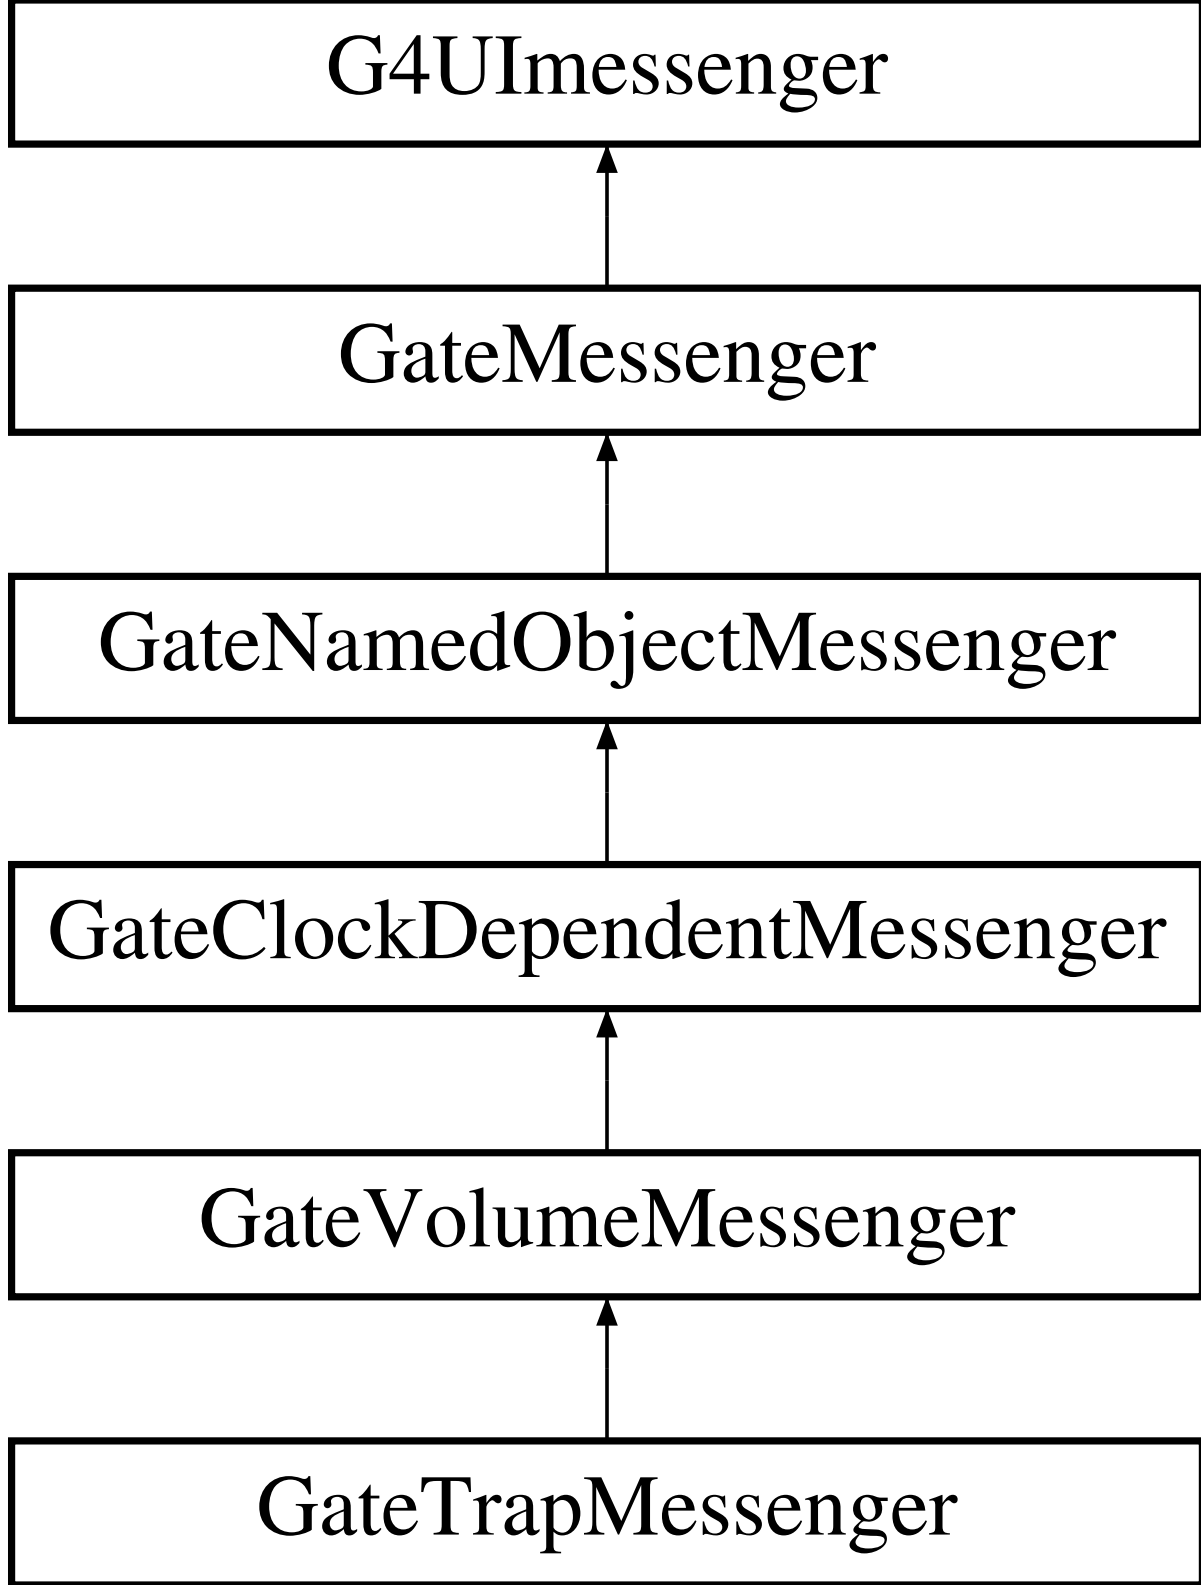 G4UImessenger
GateMessenger
GateNamedObjectMessenger
GateClockDependentMessenger
GateVolumeMessenger
GateTrapMessenger